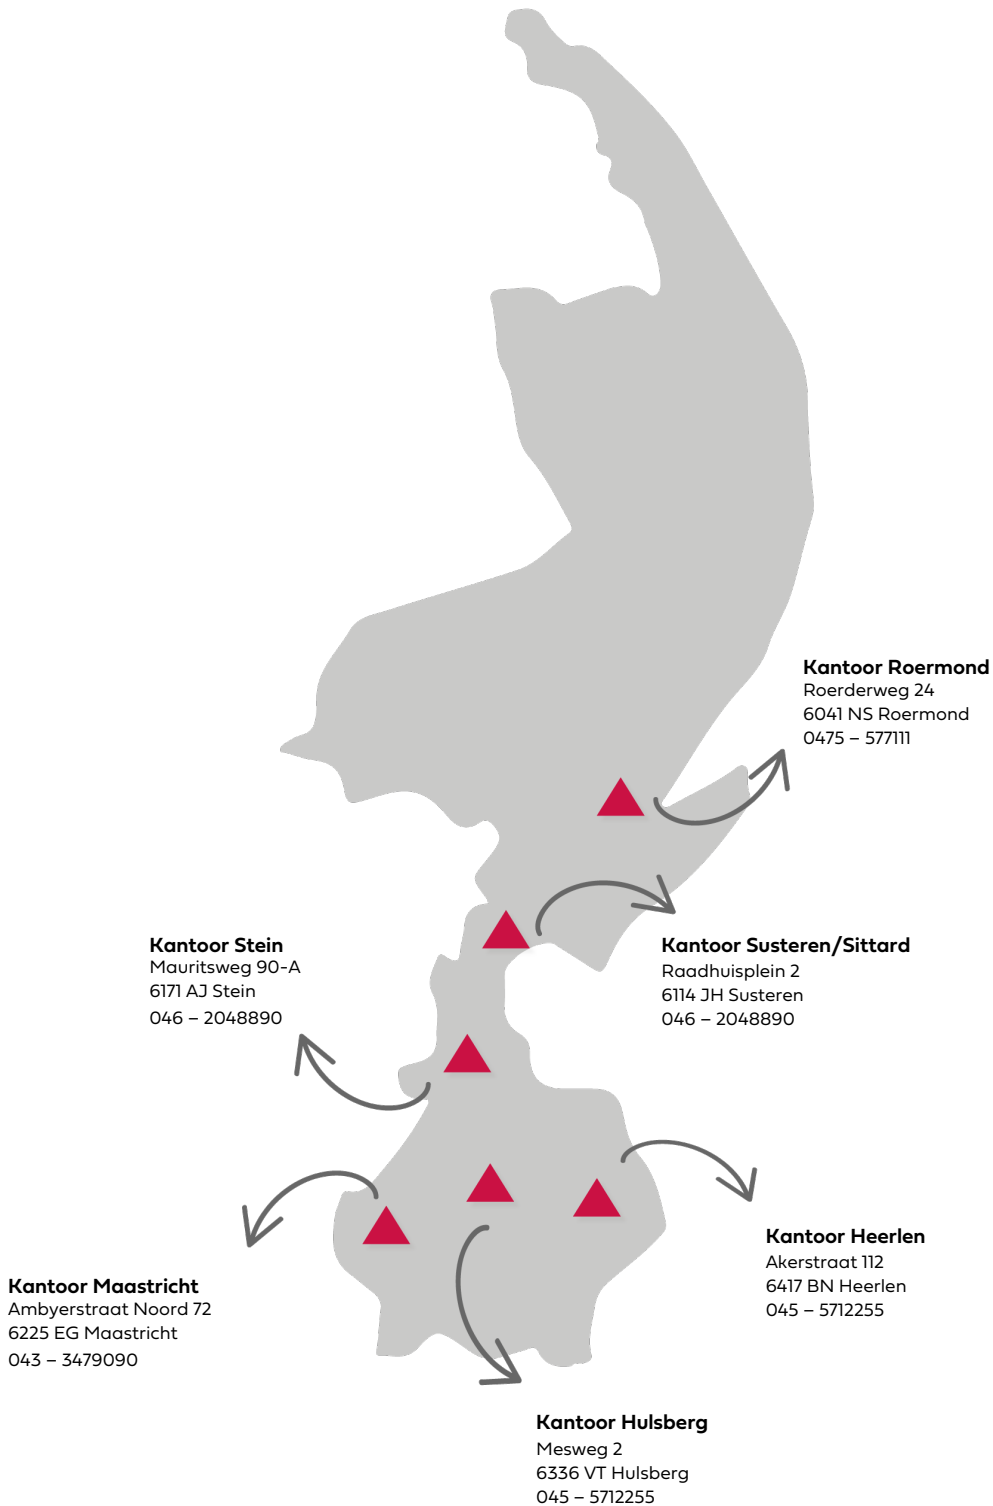 Kantoor Roermond
Roerderweg 24
6041 NS Roermond
0475 – 577111
Kantoor Stein
Mauritsweg 90-A
6171 AJ Stein
046 – 2048890
Kantoor Susteren/Sittard
Raadhuisplein 2
6114 JH Susteren
046 – 2048890
Kantoor Heerlen
Akerstraat 112
6417 BN Heerlen
045 – 5712255
Kantoor Maastricht
Ambyerstraat Noord 72
6225 EG Maastricht
043 – 3479090
Kantoor Hulsberg
Mesweg 2
6336 VT Hulsberg
045 – 5712255